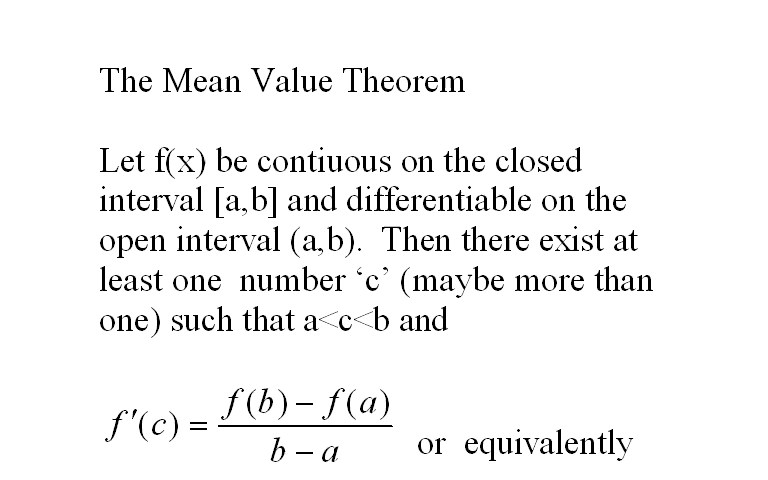 The Mean Value Theorem
Let f(x) be contiuous on the closed
interval [a,b] and differentiable on the
open interval (a,b).  Then there exist at
least one  number ‘c’ (maybe more than
one) such that a<c<b and
f'(c) = \frac{f(b) – f(a)}{b – a}  or  equivalently